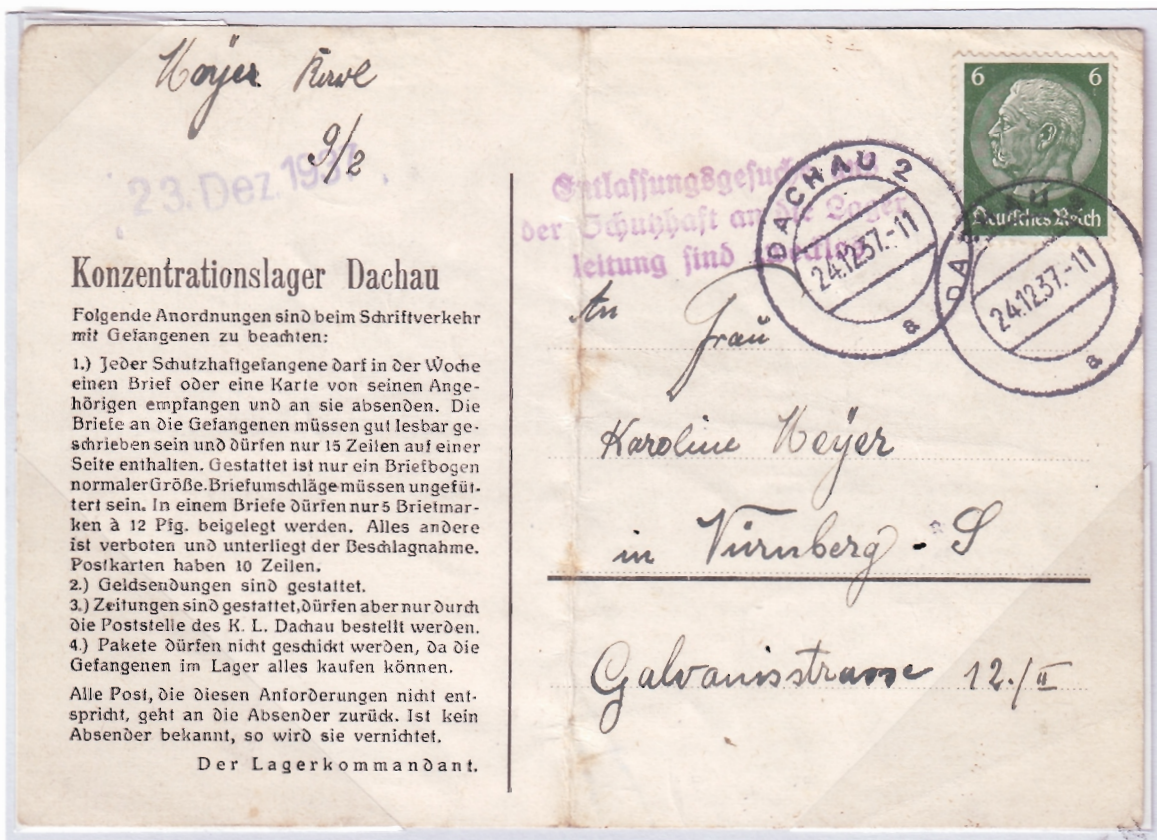 Meÿer Karl
9/2
23. Dez. 1937
Konzentrationslager Dachau
Folgende Anordnungen sind beim Schriftverkehr
mit Gefangenen zu beachten:
1.) Jeder Schutzhaftgefangene darf in der Woche
einen Brief oder eine Karte von seinen Ange-
hörigen empfangen und an sie absenden. Die
Briefe an die Gefangenen müssen gut lesbar ge-
schrieben sein und dürfen nur 15 Zeilen auf einer
Seite enthalten. Gestattet ist nur ein Briefbogen
normaler Größe. Briefumschläge müssen ungefüt-
tert sein. In einem Briefe dürfen nur 5 Briefmar-
ken à 12 Pfg. beigelegt werden. Alles andere
ist verboten und unterliegt der Beschlagnahme.
Postkarten haben 10 Zeilen.
2.) Geldsendungen sind gestattet.
3.) Zeitungen sind gestattet, dürfen aber nur durch
die Poststelle des K. L. Dachau bestellt werden.
4.) Pakete dürfen nicht geschickt werden, da die
Gefangenen im Lager alles kaufen können.
Alle Post, die diesen Anforderungen nicht ent-
spricht, geht an die Absender zurück. Ist kein
Absender bekannt, so wird sie vernichtet.
Der Lagerkommandant.
Entlassungsgesuche
der Schutzhaft an die Lager
leitung sind
DACHAU 2
24.12.37.-11
a
DACHAU
24.12.37.-11
a
6 6
Deutsches Reich
An
Frau
Karoline Meÿer
in Nürnberg - S
Galvanisstrasse 12./II